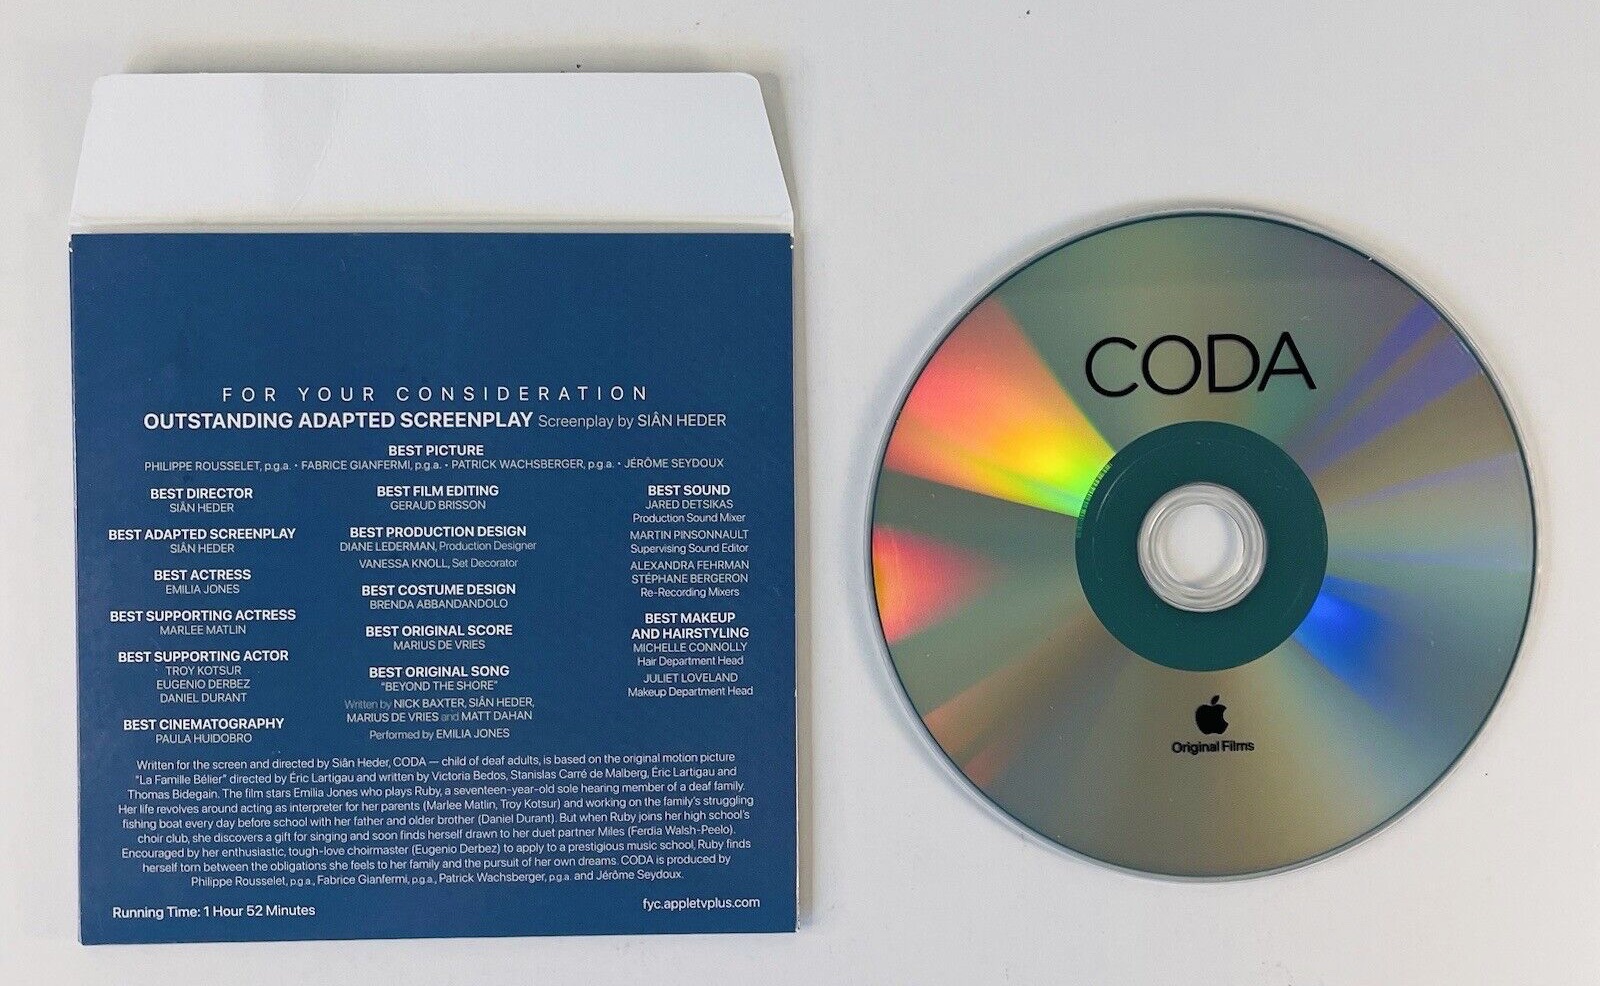 FOR YOUR CONSIDERATION
OUTSTANDING ADAPTED SCREENPLAY Screenplay by SIÂN HEDER
BEST PICTURE
PHILIPPE ROUSSELET, p.g.a. • FABRICE GIANFERMI, p.g.a. • PATRICK WACHSBERGER, p.g.a. • JÉRÔME SEYDOUX
BEST DIRECTOR
SIÂN HEDER
BEST ADAPTED SCREENPLAY
SIÂN HEDER
BEST ACTRESS
EMILIA JONES
BEST SUPPORTING ACTRESS
MARLEE MATLIN
BEST SUPPORTING ACTOR
TROY KOTSUR
EUGENIO DERBEZ
DANIEL DURANT
BEST CINEMATOGRAPHY
PAULA HUIDOBRO
BEST FILM EDITING
GERAUD BRISSON
BEST PRODUCTION DESIGN
DIANE LEDERMAN, Production Designer
VANESSA KNOLL, Set Decorator
BEST COSTUME DESIGN
BRENDA ABBANDANDOLO
BEST ORIGINAL SCORE
MARIUS DE VRIES
BEST ORIGINAL SONG
"BEYOND THE SHORE"
Written by NICK BAXTER, SIÂN HEDER,
MARIUS DE VRIES and MATT DAHAN
Performed by EMILIA JONES
BEST SOUND
JARED DETSIKAS
Production Sound Mixer
MARTIN PINSONNAULT
Supervising Sound Editor
ALEXANDRA FEHRMAN
STÉPHANE BERGERON
Re-Recording Mixers
BEST MAKEUP
AND HAIRSTYLING
MICHELLE CONNOLLY
Hair Department Head
JULIET LOVELAND
Makeup Department Head
Written for the screen and directed by Siân Heder, CODA — child of deaf adults, is based on the original motion picture
"La Famille Bélier" directed by Éric Lartigau and written by Victoria Bedos, Stanislas Carré de Malberg, Éric Lartigau and
Thomas Bidegain. The film stars Emilia Jones who plays Ruby, a seventeen-year-old sole hearing member of a deaf family.
Her life revolves around acting as interpreter for her parents (Marlee Matlin, Troy Kotsur) and working on the family's struggling
fishing boat every day before school with her father and older brother (Daniel Durant). But when Ruby joins her high school's
choir club, she discovers a gift for singing and soon finds herself drawn to her duet partner Miles (Ferdia Walsh-Peelo).
Encouraged by her enthusiastic, tough-love choirmaster (Eugenio Derbez) to apply to a prestigious music school, Ruby finds
herself torn between the obligations she feels to her family and the pursuit of her own dreams. CODA is produced by
Philippe Rousselet, p.g.a., Fabrice Gianfermi, p.g.a., Patrick Wachsberger, p.g.a. and Jérôme Seydoux.
Running Time: 1 Hour 52 Minutes
fyc.appletvplus.com
CODA
Original Films